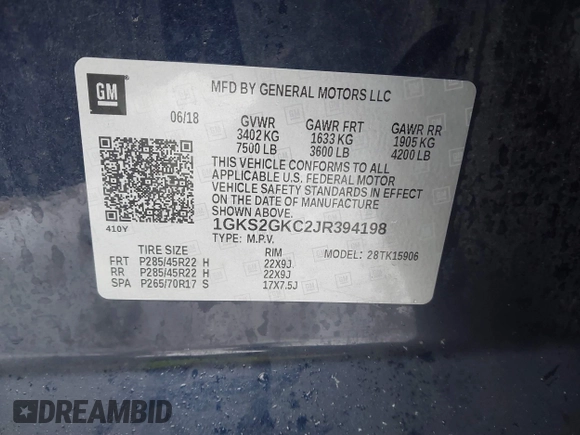 GM
MFD BY GENERAL MOTORS LLC
06/18 GVWR GAWR FRT GAWR RR
3402 KG 1633 KG 1905 KG
7500 LB 3600 LB 4200 LB
THIS VEHICLE CONFORMS TO ALL
APPLICABLE U.S. FEDERAL MOTOR
VEHICLE SAFETY STANDARDS IN EFFECT
ON THE DATE OF MANUFACTURE
SHOWN ABOVE.
1GKS2GKC2JR394198
410Y TYPE: M.P.V.
TIRE SIZE RIM 28TK15906
FRT P285/45R22 H 22X9J
RR P285/45R22 H 22X9J
SPA P265/70R17 S 17X7.5J
DREAMBID